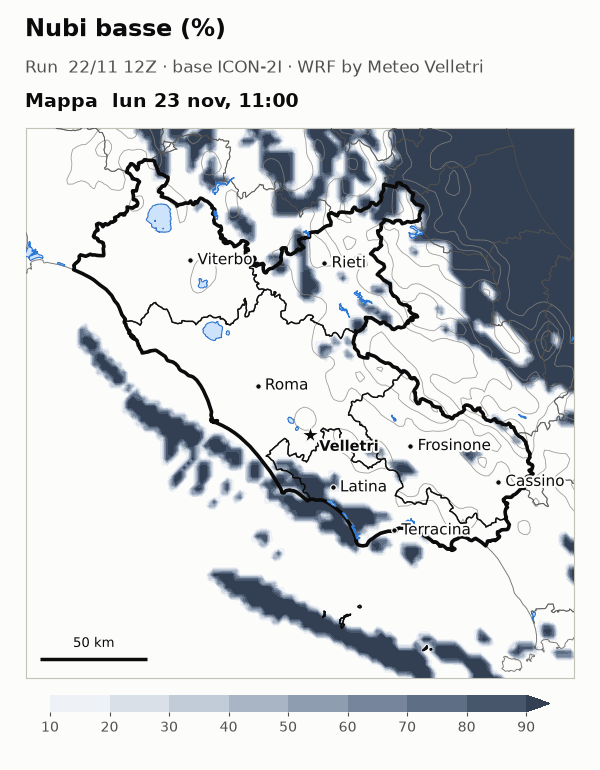 Nubi basse (%)
Run  22/11 12Z · base ICON-2I · WRF by Meteo Velletri
Mappa  lun 23 nov, 11:00
Viterbo
Rieti
Roma
Velletri
Frosinone
Latina
Cassino
Terracina
50 km
10 20 30 40 50 60 70 80 90